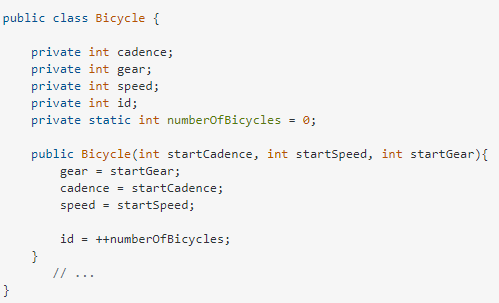 public class Bicycle {
private int cadence;
private int gear;
private int speed;
private int id;
private static int numberOfBicycles = 0;
public Bicycle(int startCadence, int startSpeed, int startGear){
gear = startGear;
cadence = startCadence;
speed = startSpeed;
id = ++numberOfBicycles;
}
// ...
}